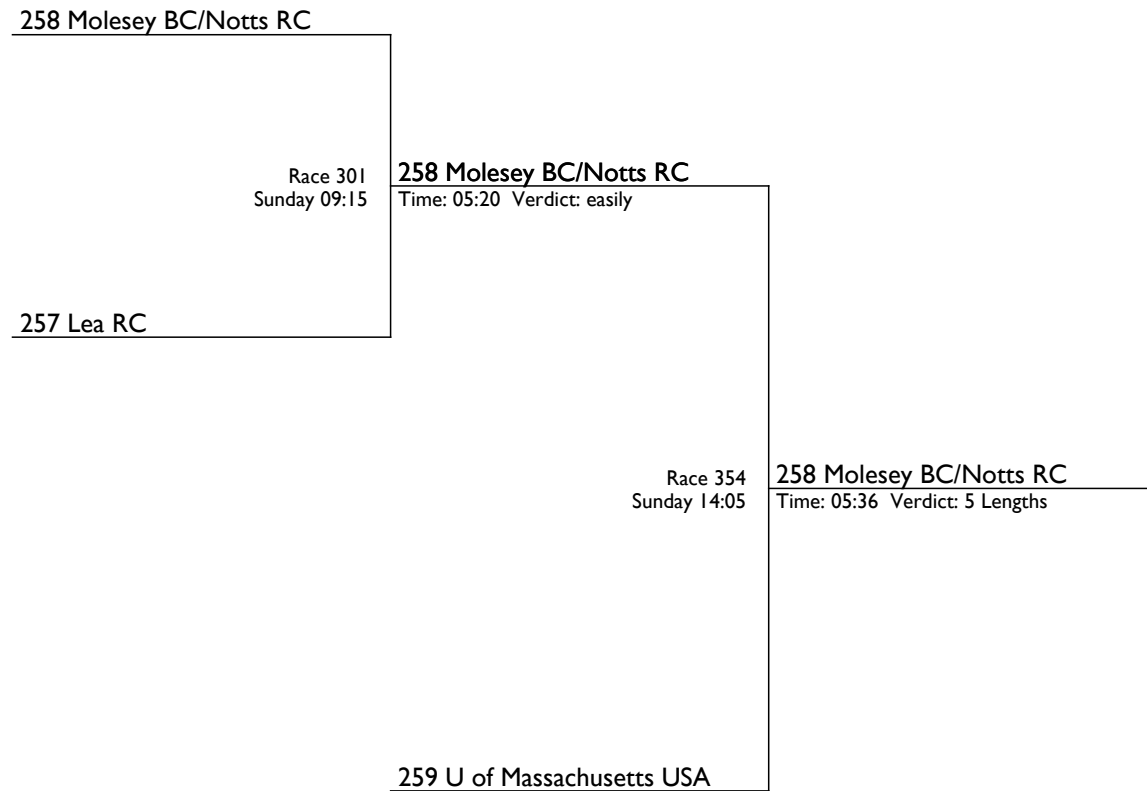 258 Molesey BC/Notts RC
Race 301
Sunday 09:15
258 Molesey BC/Notts RC
Time: 05:20  Verdict: easily
257 Lea RC
Race 354
Sunday 14:05
258 Molesey BC/Notts RC
Time: 05:36  Verdict: 5 Lengths
259 U of Massachusetts USA